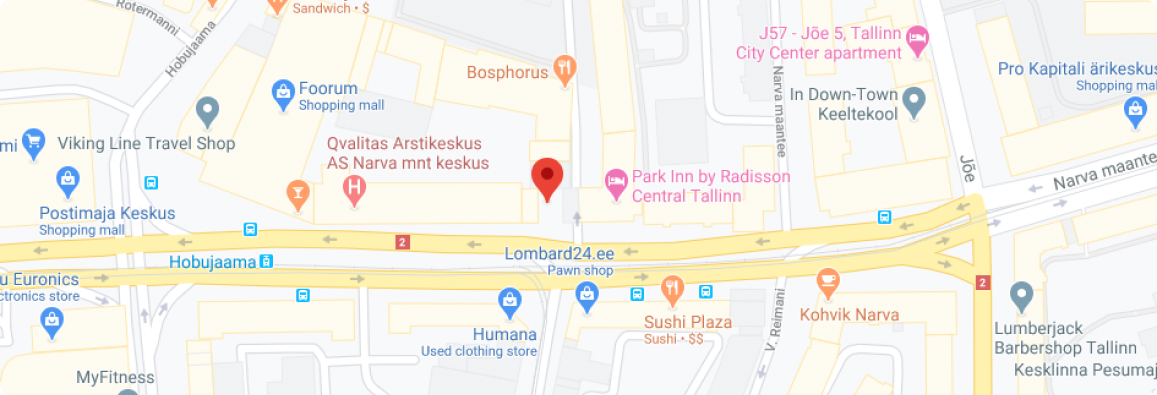 Rotermanni
Sandwich • $
Hobujaama
Bosphorus
J57 - Jõe 5, Tallinn
City Center apartment
Foorum
Shopping mall
Narva maantee
In Down-Town
Keeltekool
Pro Kapitali ärikeskus
Shopping mal
mi
Viking Line Travel Shop
Qvalitas Arstikeskus
AS Narva mnt keskus
H
Park Inn by Radisson
Central Tallinn
Jõe
Narva maantee
Postimaja Keskus
Shopping mall
2
Lombard24.ee
Pawn shop
Hobujaama
u Euronics
ctronics store
2
Humana
Used clothing store
Sushi Plaza
Sushi • $$
V. Reimani
Kohvik Narva
Lumberjack
Barbershop Tallinn
Kesklinna Pesumaj
MyFitness